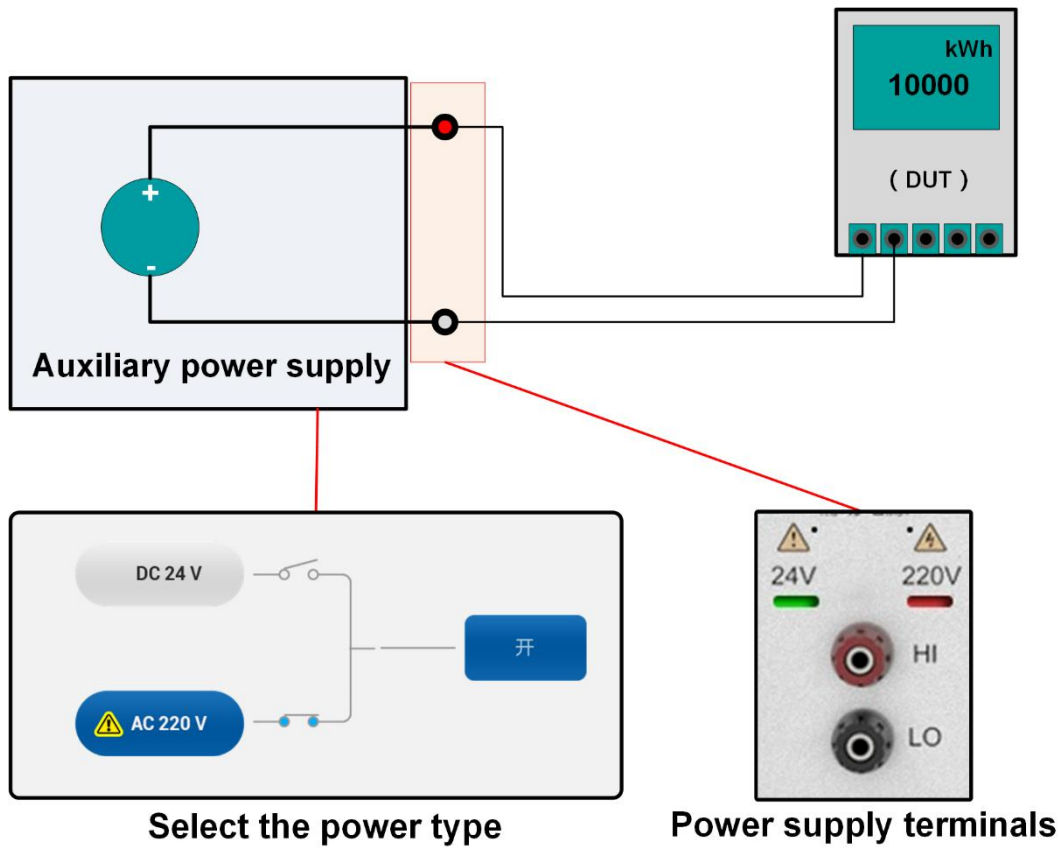 kWh
10000
( DUT )
+
-
Auxiliary power supply
DC 24 V
开
AC 220 V
Select the power type
24V
220V
HI
LO
Power supply terminals